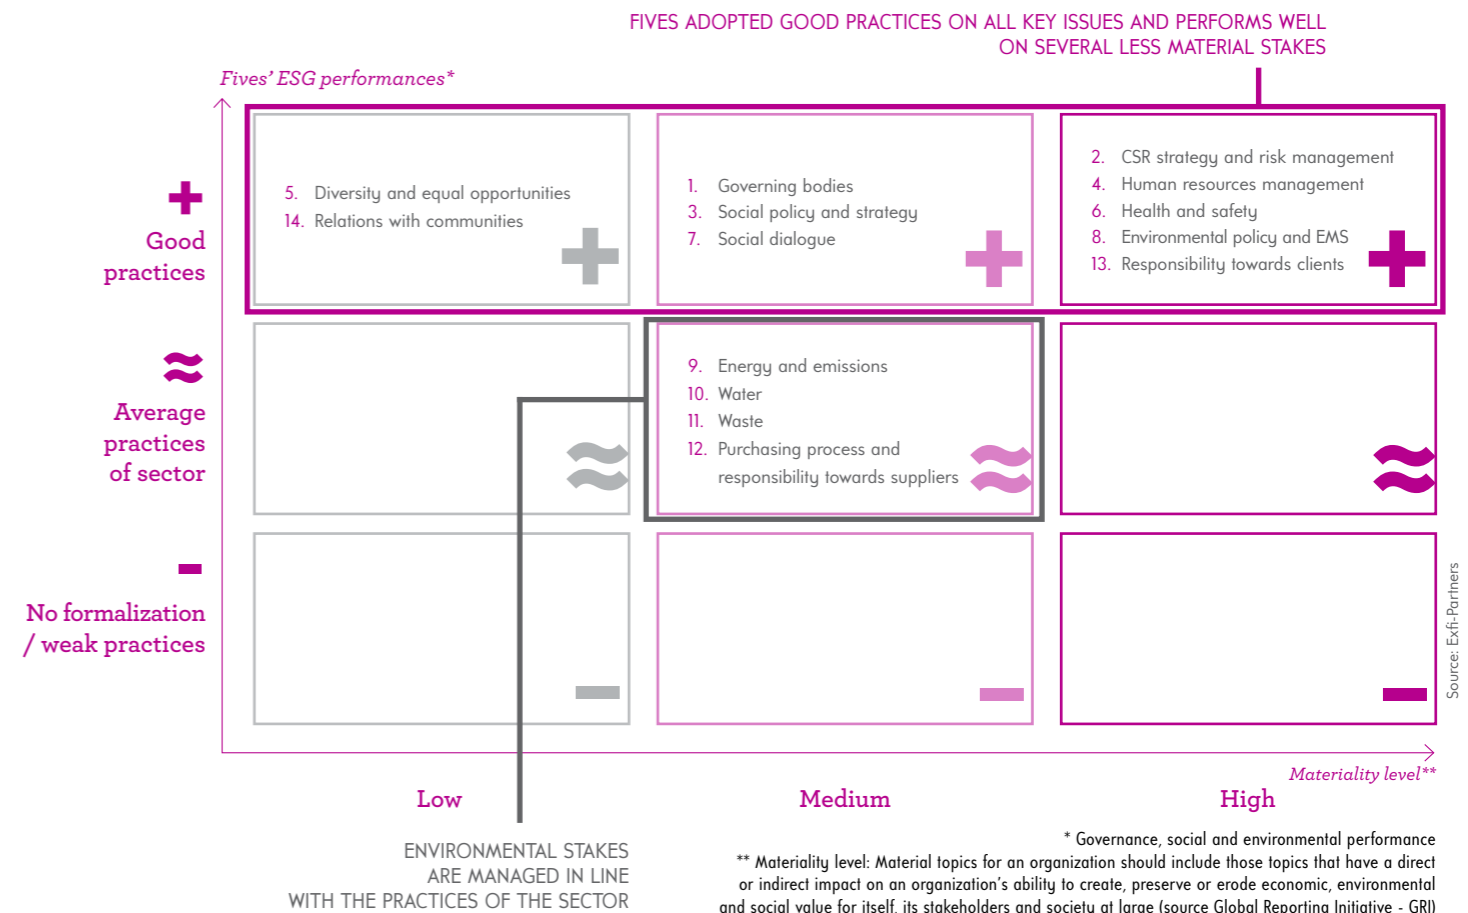 FIVES ADOPTED GOOD PRACTICES ON ALL KEY ISSUES AND PERFORMS WELL
ON SEVERAL LESS MATERIAL STAKES
Fives’ ESG performances*
Good
practices
5. Diversity and equal opportunities
14. Relations with communities
1. Governing bodies
3. Social policy and strategy
7. Social dialogue
2. CSR strategy and risk management
4. Human resources management
6. Health and safety
8. Environmental policy and EMS
13. Responsibility towards clients
Average
practices
of sector
9. Energy and emissions
10. Water
11. Waste
12. Purchasing process and
responsibility towards suppliers
No formalization
/ weak practices
Source: Exfi-Partners
Materiality level**
Low
Medium
High
ENVIRONMENTAL STAKES
ARE MANAGED IN LINE
WITH THE PRACTICES OF THE SECTOR
* Governance, social and environmental performance
** Materiality level: Material topics for an organization should include those topics that have a direct
or indirect impact on an organization’s ability to create, preserve or erode economic, environmental
and social value for itself, its stakeholders and society at large (source Global Reporting Initiative - GRI)